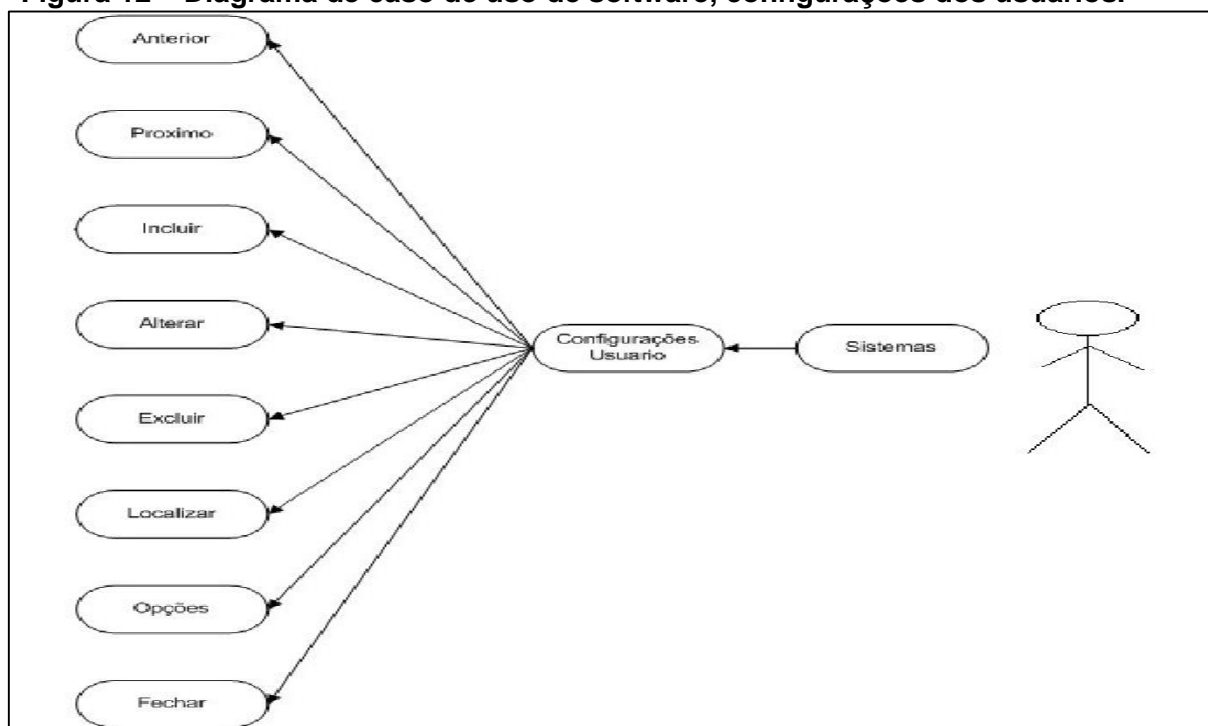 Figura 12 – Diagrama de caso de uso do software, configurações dos usuários.
Anterior
Proximo
Incluir
Alterar
Configurações
Usuario
Sistemas
Excluir
Localizar
Opções
Fechar